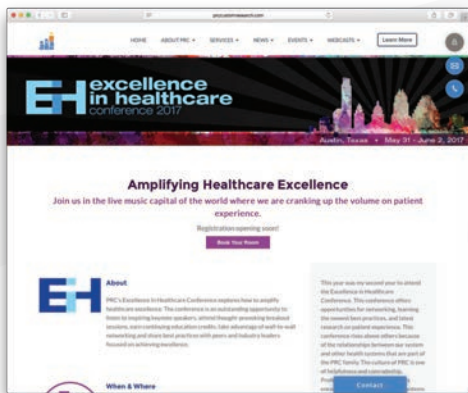 prccustomresearch.com
HOME ABOUT PRC SERVICES NEWS EVENTS WEBCASTS Learn More
EiH excellence
in healthcare
conference 2017
Austin, Texas • May 31 - June 2, 2017
Amplifying Healthcare Excellence
Join us in the live music capital of the world where we are cranking up the volume on patient
experience.
Registration opening soon!
Book Your Room
EiH
About
PRC's Excellence in Healthcare Conference explores how to amplify
healthcare excellence. The conference is an outstanding opportunity to
listen to inspiring keynote speakers, attend thought-provoking breakout
sessions, earn continuing education credits, take advantage of wall-to-wall
networking and share best practices with peers and industry leaders
focused on achieving excellence.
This year was my second year to attend
the Excellence in Healthcare
Conference. This conference offers
opportunities for networking, learning
the newest best practices, and latest
research on patient experience. This
conference rises above others because
of the relationships between our system
and other health systems that are part of
the PRC family. The culture of PRC is one
of helpfulness and
Contact
When & Where